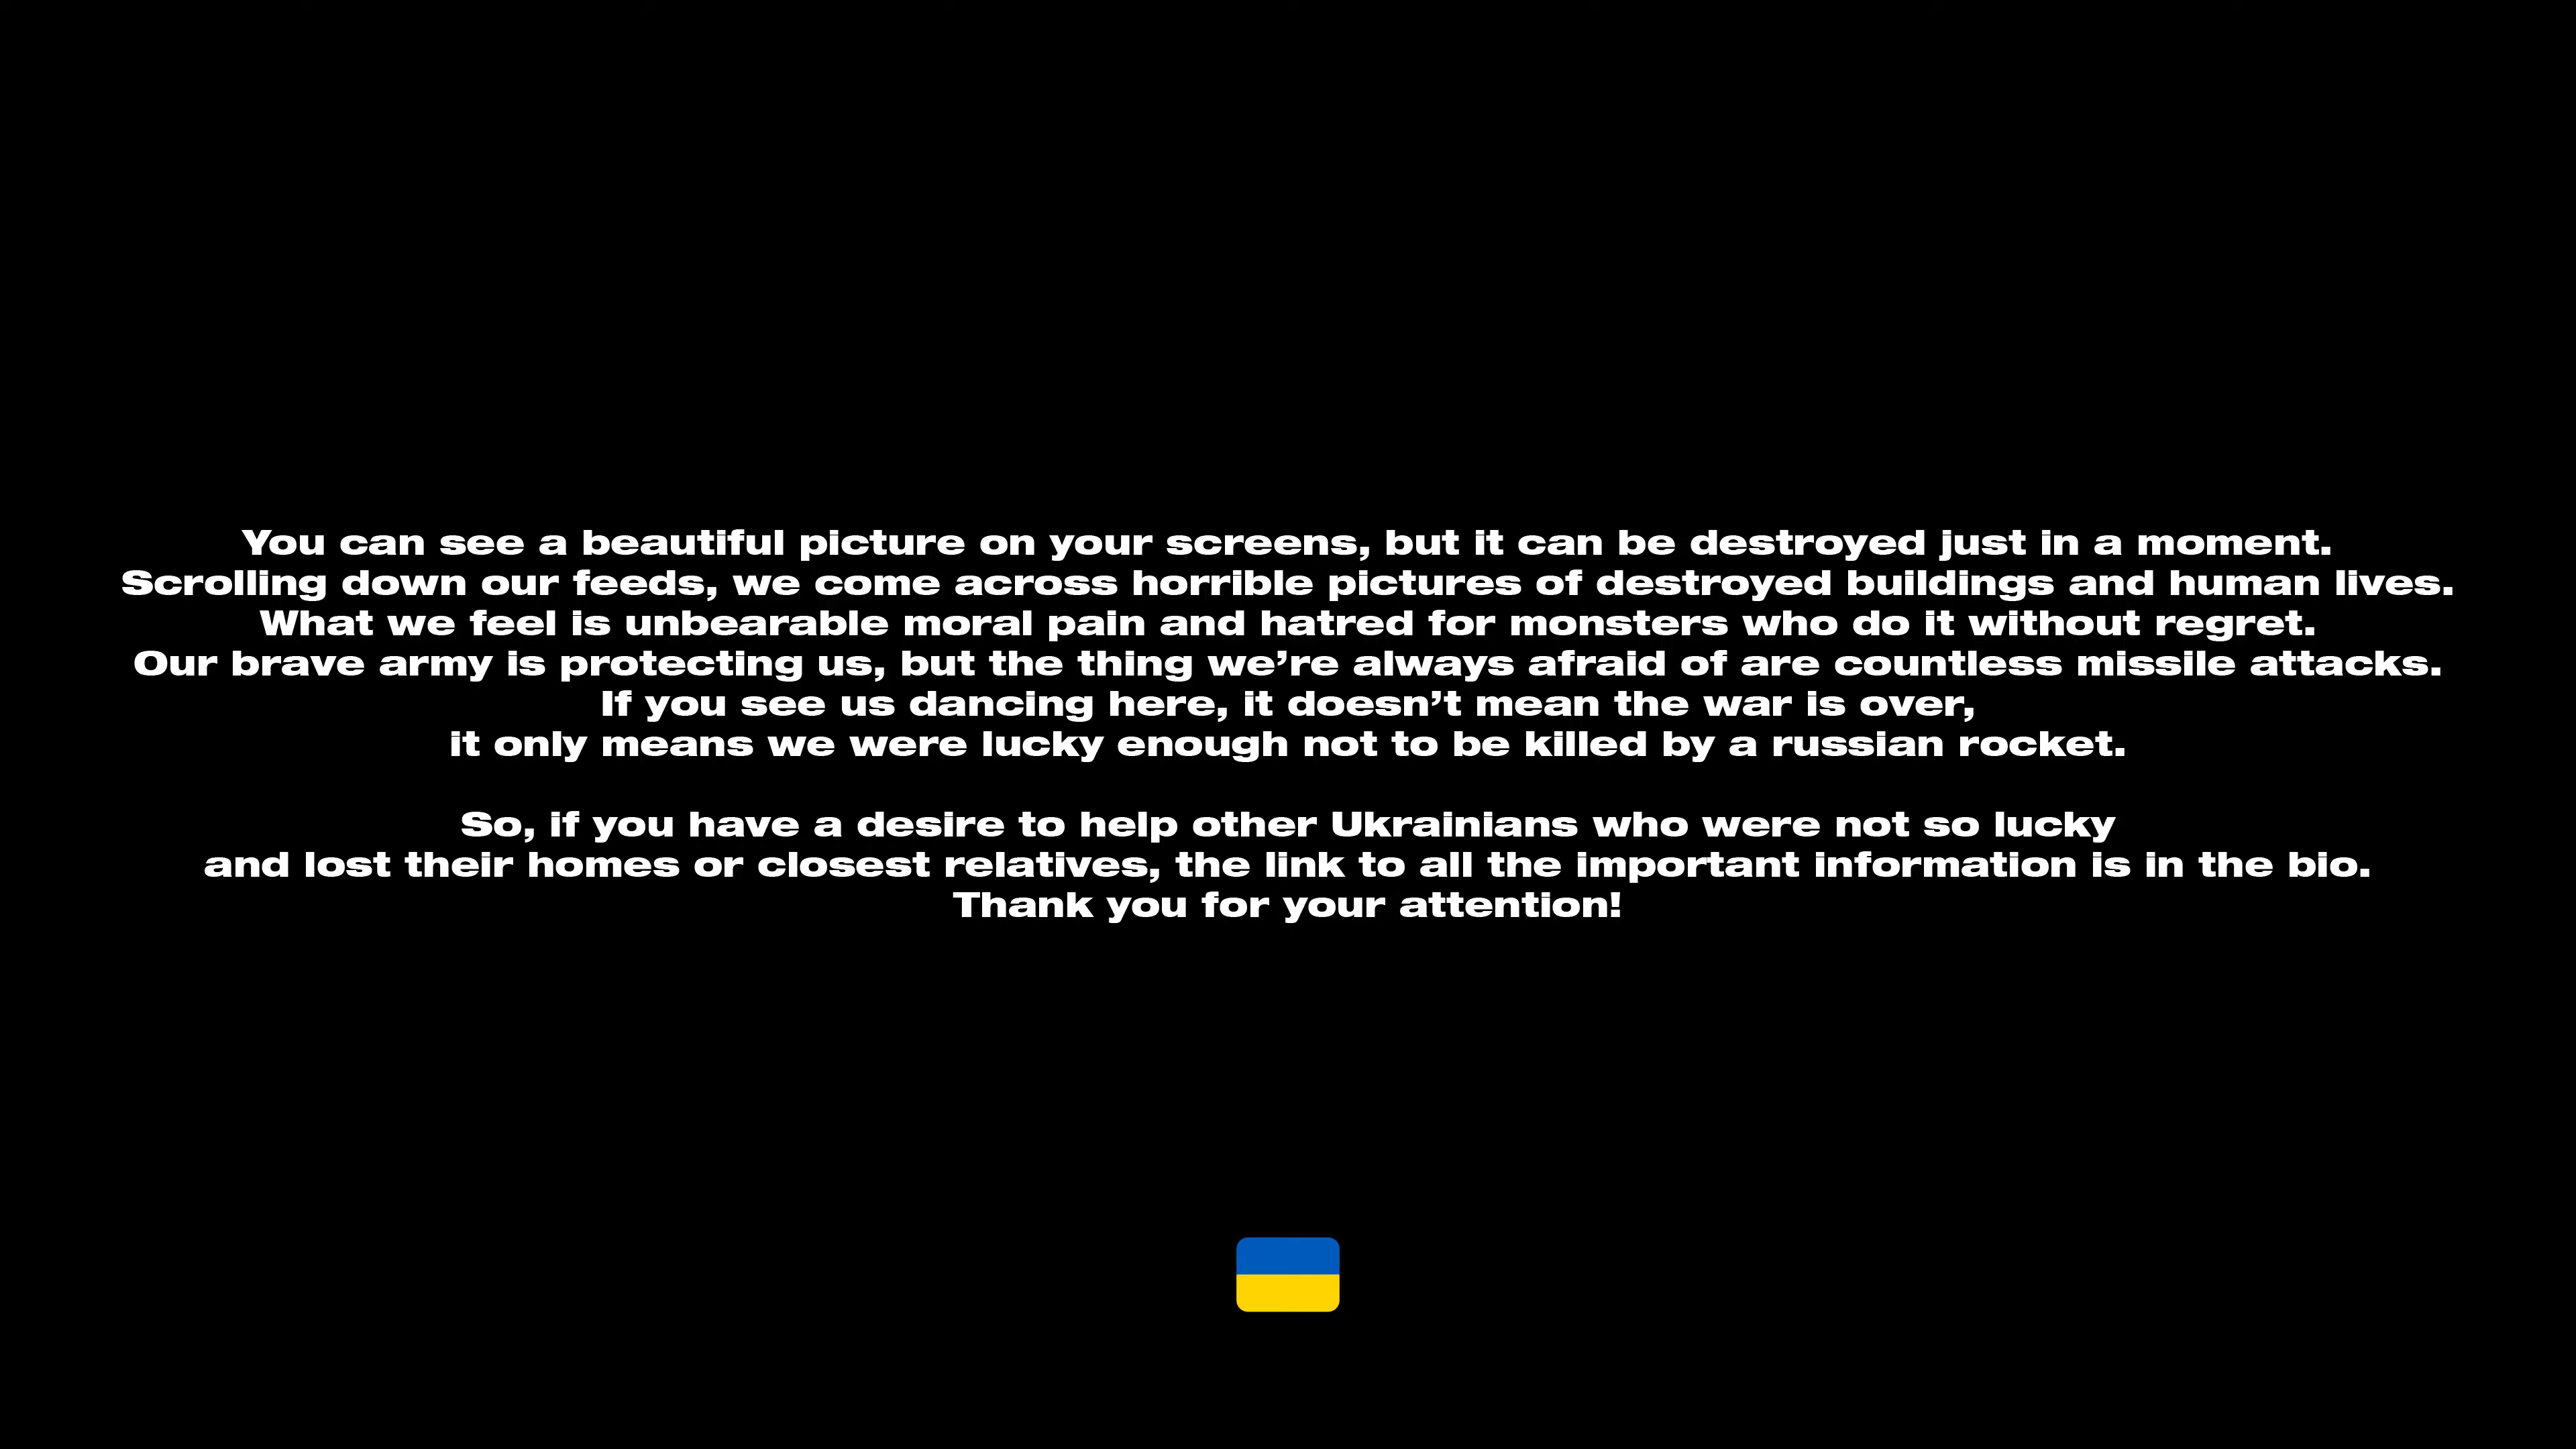 You can see a beautiful picture on your screens, but it can be destroyed just in a moment.
Scrolling down our feeds, we come across horrible pictures of destroyed buildings and human lives.
What we feel is unbearable moral pain and hatred for monsters who do it without regret.
Our brave army is protecting us, but the thing we’re always afraid of are countless missile attacks.
If you see us dancing here, it doesn’t mean the war is over,
it only means we were lucky enough not to be killed by a russian rocket.
So, if you have a desire to help other Ukrainians who were not so lucky
and lost their homes or closest relatives, the link to all the important information is in the bio.
Thank you for your attention!